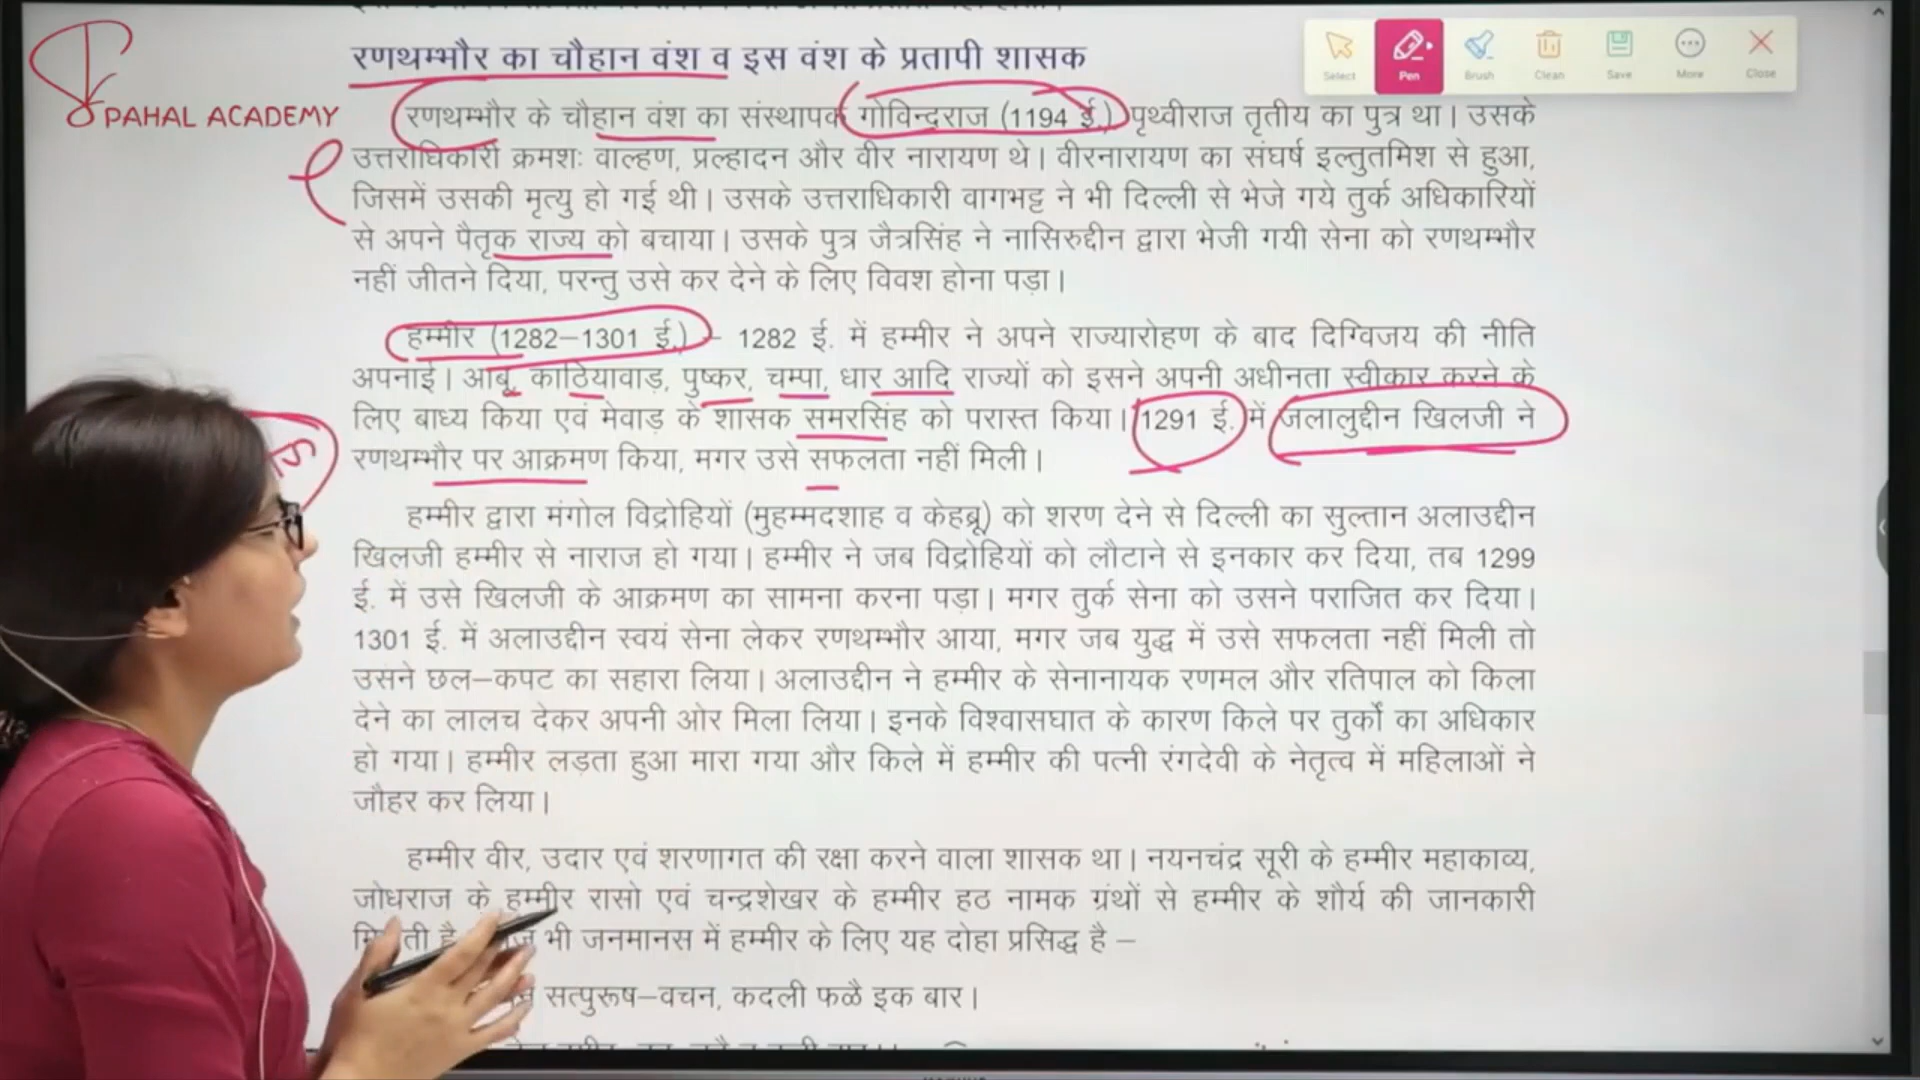 रणथम्भौर का चौहान वंश व इस वंश के प्रतापी शासक
Select Pen Brush Clean Save More Close
PAHAL ACADEMY
रणथम्भौर के चौहान वंश का संस्थापक गोविन्दराज (1194 ई.) पृथ्वीराज तृतीय का पुत्र था। उसके
उत्तराधिकारी क्रमशः वाल्हण, प्रल्हादन और वीर नारायण थे। वीरनारायण का संघर्ष इल्तुतमिश से हुआ,
जिसमें उसकी मृत्यु हो गई थी। उसके उत्तराधिकारी वागभट्ट ने भी दिल्ली से भेजे गये तुर्क अधिकारियों
से अपने पैतृक राज्य को बचाया। उसके पुत्र जैत्रसिंह ने नासिरुद्दीन द्वारा भेजी गयी सेना को रणथम्भौर
नहीं जीतने दिया, परन्तु उसे कर देने के लिए विवश होना पड़ा।
हम्मीर (1282–1301 ई.) – 1282 ई. में हम्मीर ने अपने राज्यारोहण के बाद दिग्विजय की नीति
अपनाई। आबू, काठियावाड़, पुष्कर, चम्पा, धार आदि राज्यों को इसने अपनी अधीनता स्वीकार करने के
लिए बाध्य किया एवं मेवाड़ के शासक समरसिंह को परास्त किया। 1291 ई. में जलालुद्दीन खिलजी ने
रणथम्भौर पर आक्रमण किया, मगर उसे सफलता नहीं मिली।
हम्मीर द्वारा मंगोल विद्रोहियों (मुहम्मदशाह व केहब्रू) को शरण देने से दिल्ली का सुल्तान अलाउद्दीन
खिलजी हम्मीर से नाराज हो गया। हम्मीर ने जब विद्रोहियों को लौटाने से इनकार कर दिया, तब 1299
ई. में उसे खिलजी के आक्रमण का सामना करना पड़ा। मगर तुर्क सेना को उसने पराजित कर दिया।
1301 ई. में अलाउद्दीन स्वयं सेना लेकर रणथम्भौर आया, मगर जब युद्ध में उसे सफलता नहीं मिली तो
उसने छल–कपट का सहारा लिया। अलाउद्दीन ने हम्मीर के सेनानायक रणमल और रतिपाल को किला
देने का लालच देकर अपनी ओर मिला लिया। इनके विश्वासघात के कारण किले पर तुर्कों का अधिकार
हो गया। हम्मीर लड़ता हुआ मारा गया और किले में हम्मीर की पत्नी रंगदेवी के नेतृत्व में महिलाओं ने
जौहर कर लिया।
हम्मीर वीर, उदार एवं शरणागत की रक्षा करने वाला शासक था। नयनचंद्र सूरी के हम्मीर महाकाव्य,
जोधराज के हम्मीर रासो एवं चन्द्रशेखर के हम्मीर हठ नामक ग्रंथों से हम्मीर के शौर्य की जानकारी
भी जनमानस में हम्मीर के लिए यह दोहा प्रसिद्ध है –
सत्पुरूष–वचन, कदली फळै इक बार।